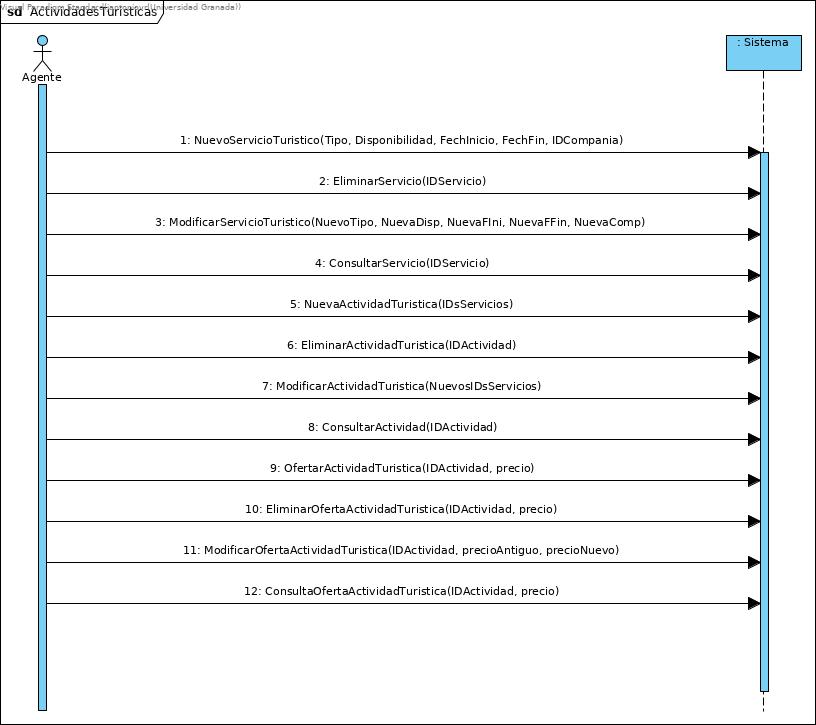 Visual Paradigm Standard(Universidad Granada)
sd ActividadesTuristicas
: Sistema
Agente
1: NuevoServicioTuristico(Tipo, Disponibilidad, FechInicio, FechFin, IDCompania)
2: EliminarServicio(IDServicio)
3: ModificarServicioTuristico(NuevoTipo, NuevaDisp, NuevaFIni, NuevaFFin, NuevaComp)
4: ConsultarServicio(IDServicio)
5: NuevaActividadTuristica(IDsServicios)
6: EliminarActividadTuristica(IDActividad)
7: ModificarActividadTuristica(NuevosIDsServicios)
8: ConsultarActividad(IDActividad)
9: OfertarActividadTuristica(IDActividad, precio)
10: EliminarOfertaActividadTuristica(IDActividad, precio)
11: ModificarOfertaActividadTuristica(IDActividad, precioAntiguo, precioNuevo)
12: ConsultaOfertaActividadTuristica(IDActividad, precio)